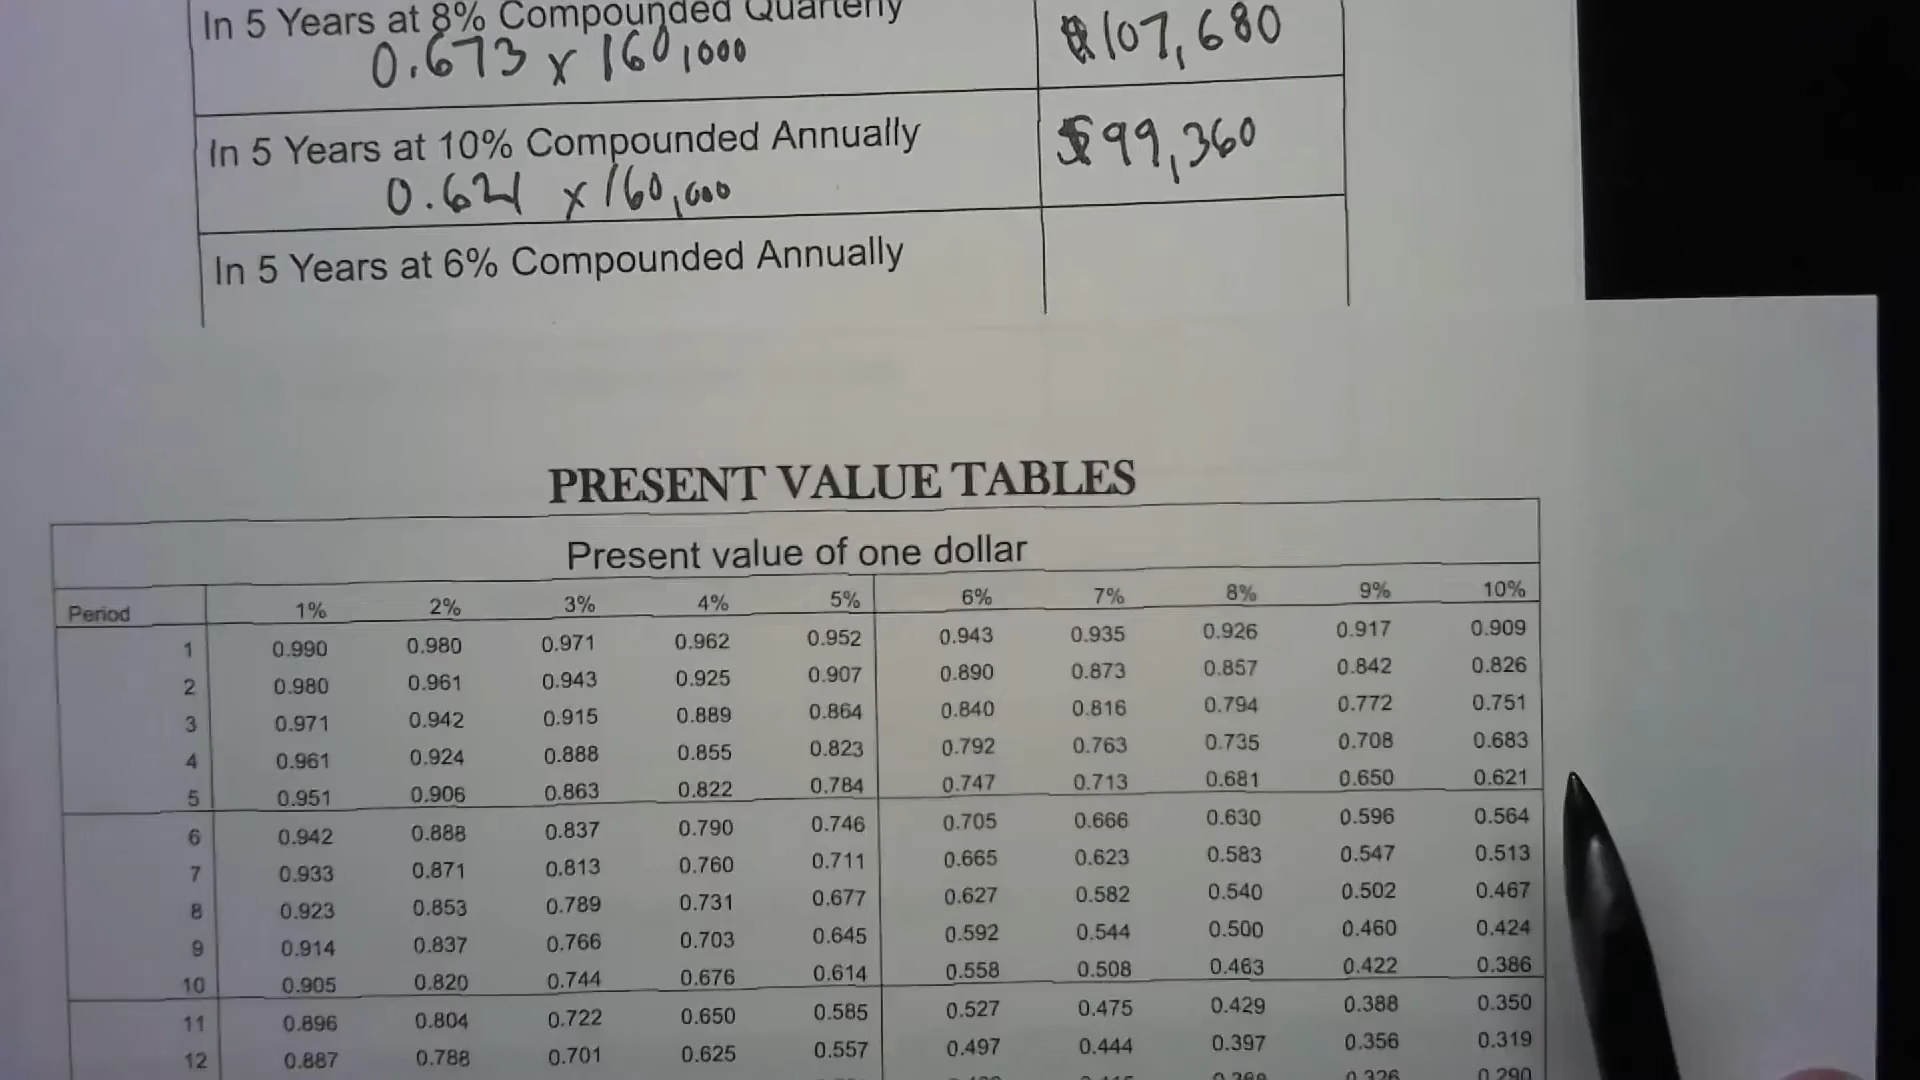 In 5 Years at 8% Compounded Quarterly
0.673 x 160,000
$107,680
In 5 Years at 10% Compounded Annually
0.621 x 160,000
$99,360
In 5 Years at 6% Compounded Annually
PRESENT VALUE TABLES
Present value of one dollar
Period 1% 2% 3% 4% 5% 6% 7% 8% 9% 10%
1 0.990 0.980 0.971 0.962 0.952 0.943 0.935 0.926 0.917 0.909
2 0.980 0.961 0.943 0.925 0.907 0.890 0.873 0.857 0.842 0.826
3 0.971 0.942 0.915 0.889 0.864 0.840 0.816 0.794 0.772 0.751
4 0.961 0.924 0.888 0.855 0.823 0.792 0.763 0.735 0.708 0.683
5 0.951 0.906 0.863 0.822 0.784 0.747 0.713 0.681 0.650 0.621
6 0.942 0.888 0.837 0.790 0.746 0.705 0.666 0.630 0.596 0.564
7 0.933 0.871 0.813 0.760 0.711 0.665 0.623 0.583 0.547 0.513
8 0.923 0.853 0.789 0.731 0.677 0.627 0.582 0.540 0.502 0.467
9 0.914 0.837 0.766 0.703 0.645 0.592 0.544 0.500 0.460 0.424
10 0.905 0.820 0.744 0.676 0.614 0.558 0.508 0.463 0.422 0.386
11 0.896 0.804 0.722 0.650 0.585 0.527 0.475 0.429 0.388 0.350
12 0.887 0.788 0.701 0.625 0.557 0.497 0.444 0.397 0.356 0.319
0.326 0.290